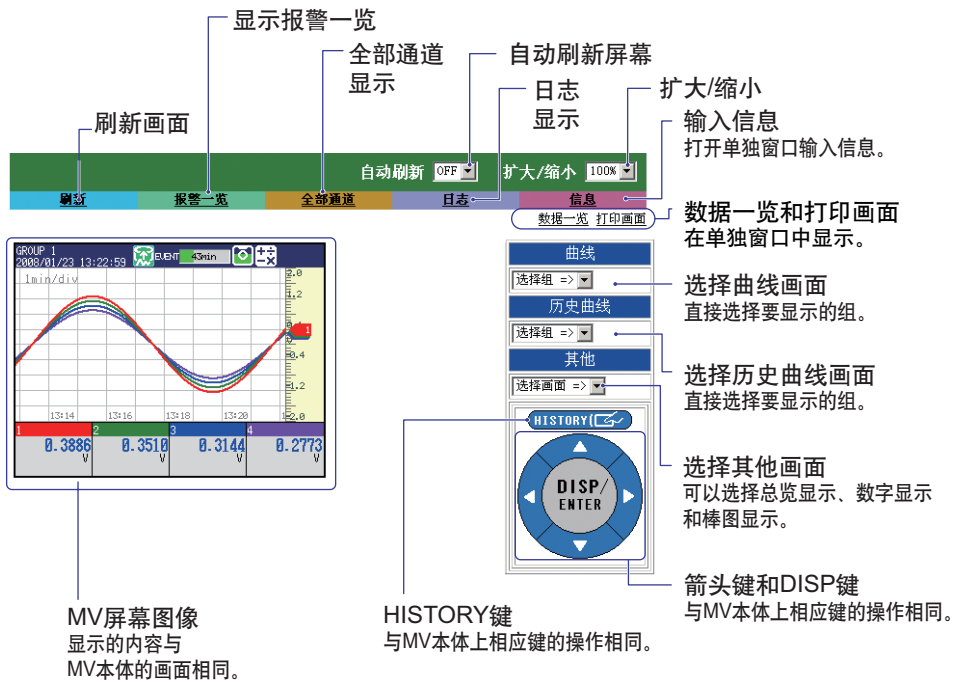 显示报警一览
全部通道
显示
自动刷新屏幕
日志
显示
扩大/缩小
刷新画面
输入信息
打开单独窗口输入信息。
自动刷新 OFF 扩大/缩小 100%
刷新 报警一览 全部通道 日志 信息
数据一览 打印画面
数据一览和打印画面
在单独窗口中显示。
GROUP 1
2008/01/23 13:22:59 EVENT 43min
1min/div
2.0
1.2
0.4
1
-0.4
-1.2
-2.0
13:14 13:16 13:18 13:20
1 2 3 4
0.3886 0.3510 0.3144 0.2773
V V V V
曲线
选择组 =>
历史曲线
选择组 =>
其他
选择画面 =>
HISTORY
DISP/
ENTER
选择曲线画面
直接选择要显示的组。
选择历史曲线画面
直接选择要显示的组。
选择其他画面
可以选择总览显示、数字显示
和棒图显示。
箭头键和DISP键
与MV本体上相应键的操作相同。
HISTORY键
与MV本体上相应键的操作相同。
MV屏幕图像
显示的内容与
MV本体的画面相同。